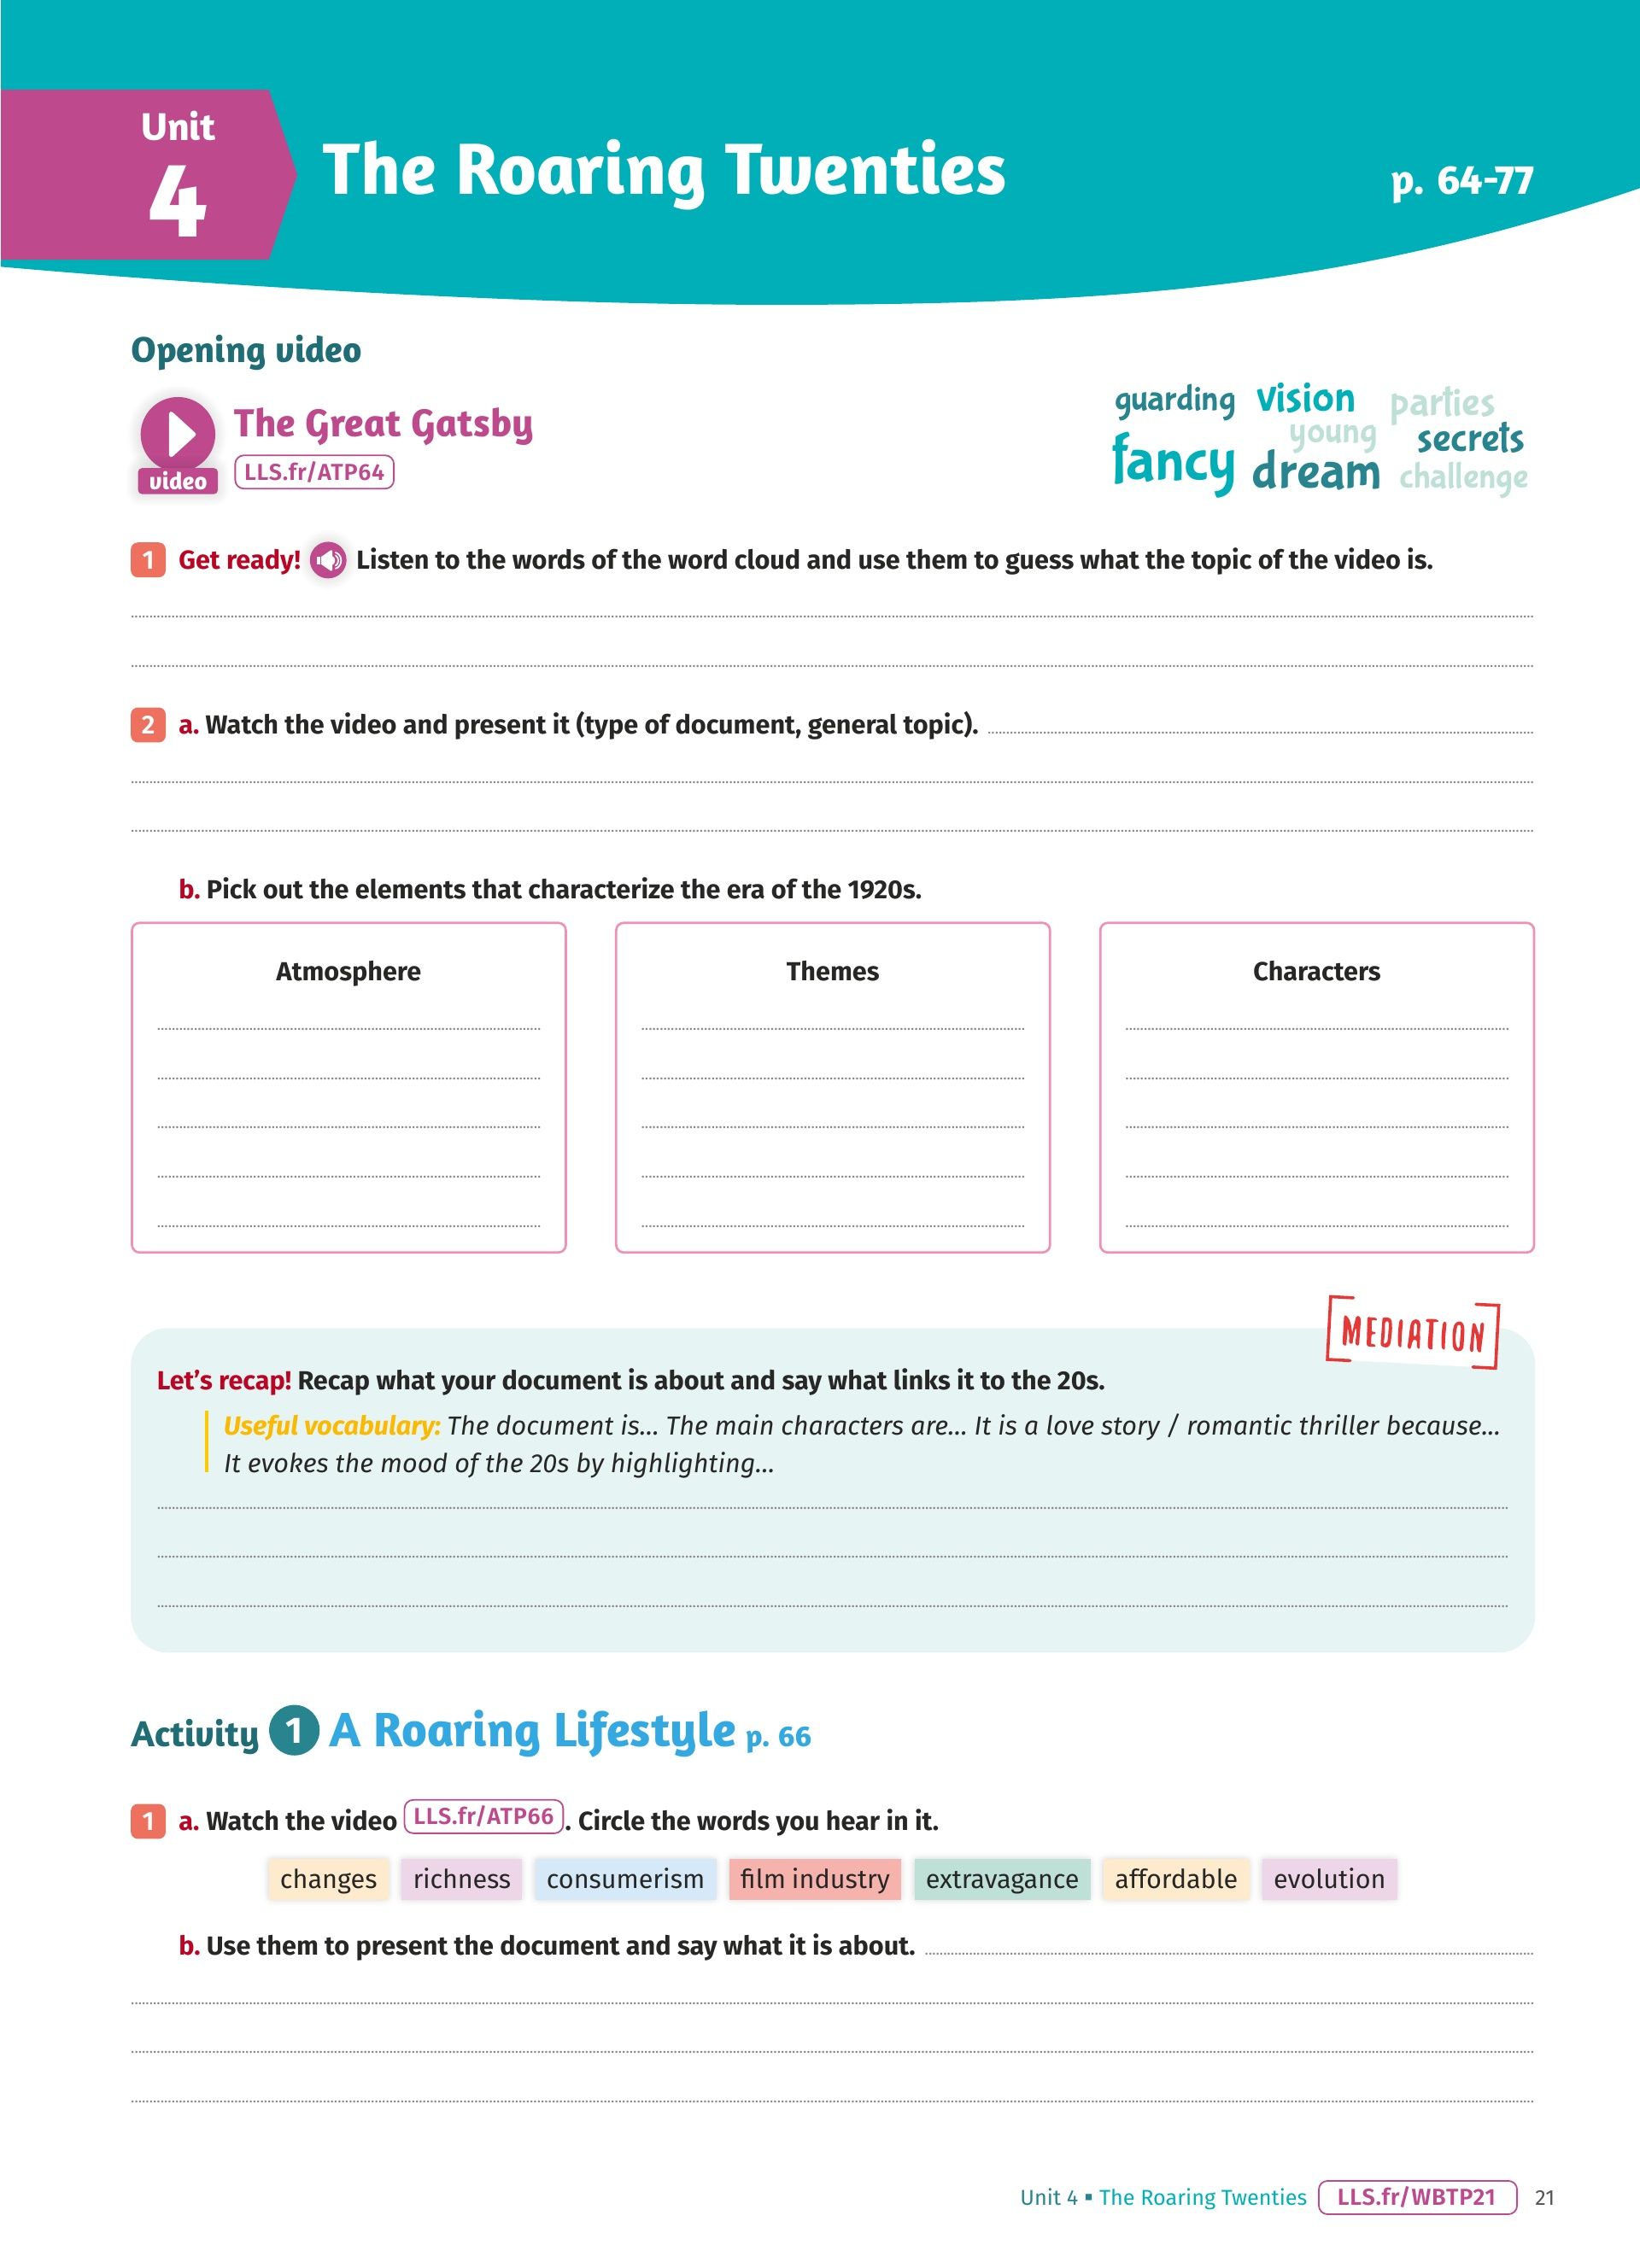 Unit
4
The Roaring Twenties
p. 64-77
Opening video
video
The Great Gatsby
LLS.fr/ATP64
guarding vision parties
young secrets
fancy dream challenge
1 Get ready! Listen to the words of the word cloud and use them to guess what the topic of the video is.
2 a. Watch the video and present it (type of document, general topic).
b. Pick out the elements that characterize the era of the 1920s.
Atmosphere
Themes
Characters
MEDIATION
Let's recap! Recap what your document is about and say what links it to the 20s.
Useful vocabulary: The document is... The main characters are... It is a love story / romantic thriller because...
It evokes the mood of the 20s by highlighting...
Activity 1 A Roaring Lifestyle p. 66
1 a. Watch the video LLS.fr/ATP66. Circle the words you hear in it.
changes richness consumerism film industry extravagance affordable evolution
b. Use them to present the document and say what it is about.
Unit 4 ▪ The Roaring Twenties LLS.fr/WBTP21 21